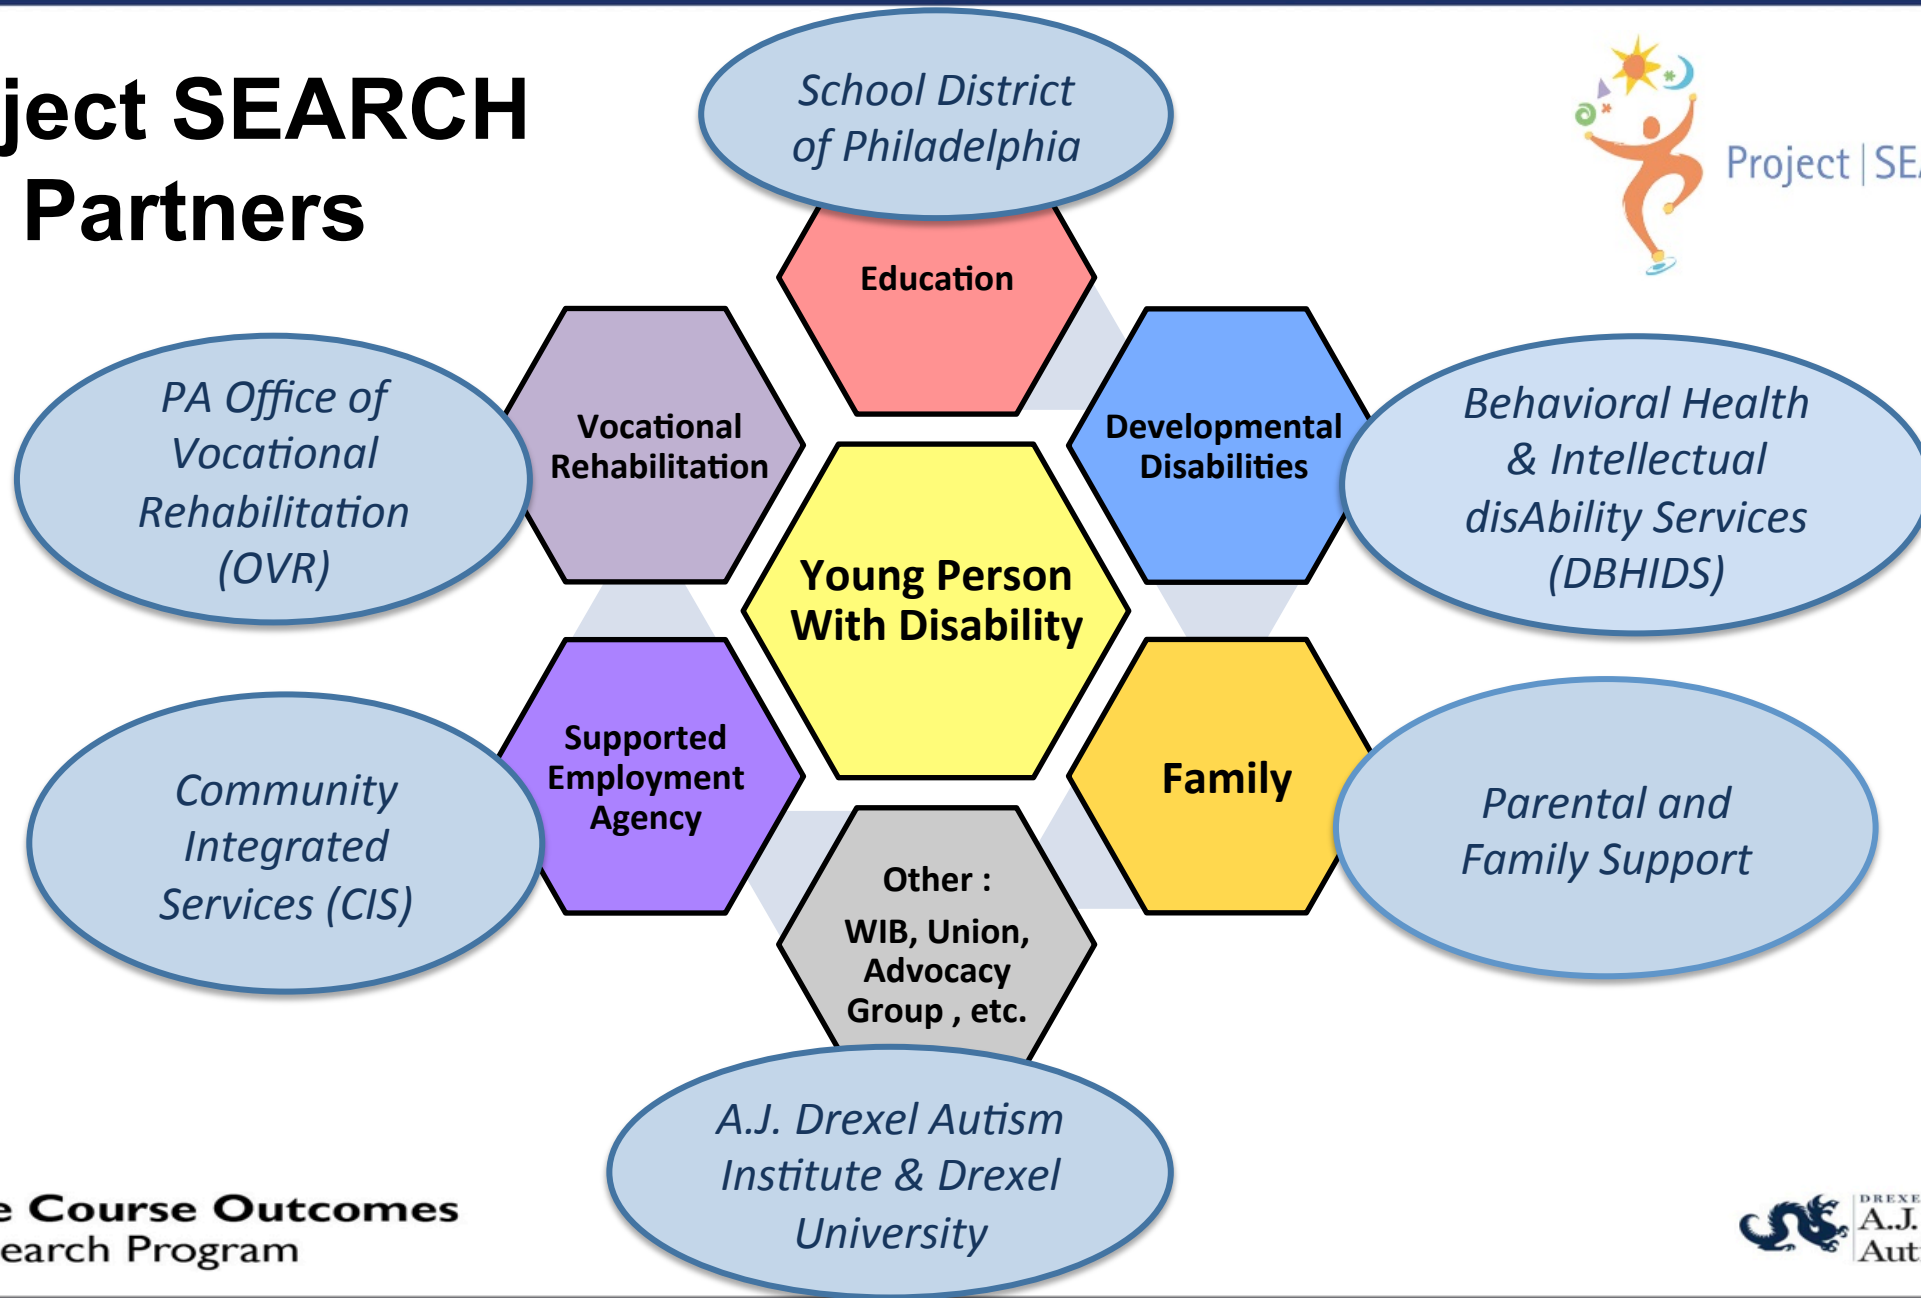 ject SEARCH
Partners
School District
of Philadelphia
Project | SEA
Education
PA Office of
Vocational
Rehabilitation
(OVR)
Vocational
Rehabilitation
Developmental
Disabilities
Behavioral Health
& Intellectual
disAbility Services
(DBHIDS)
Young Person
With Disability
Community
Integrated
Services (CIS)
Supported
Employment
Agency
Family
Parental and
Family Support
Other :
WIB, Union,
Advocacy
Group , etc.
A.J. Drexel Autism
Institute & Drexel
University
e Course Outcomes
earch Program
DREXE
A.J.
Aut